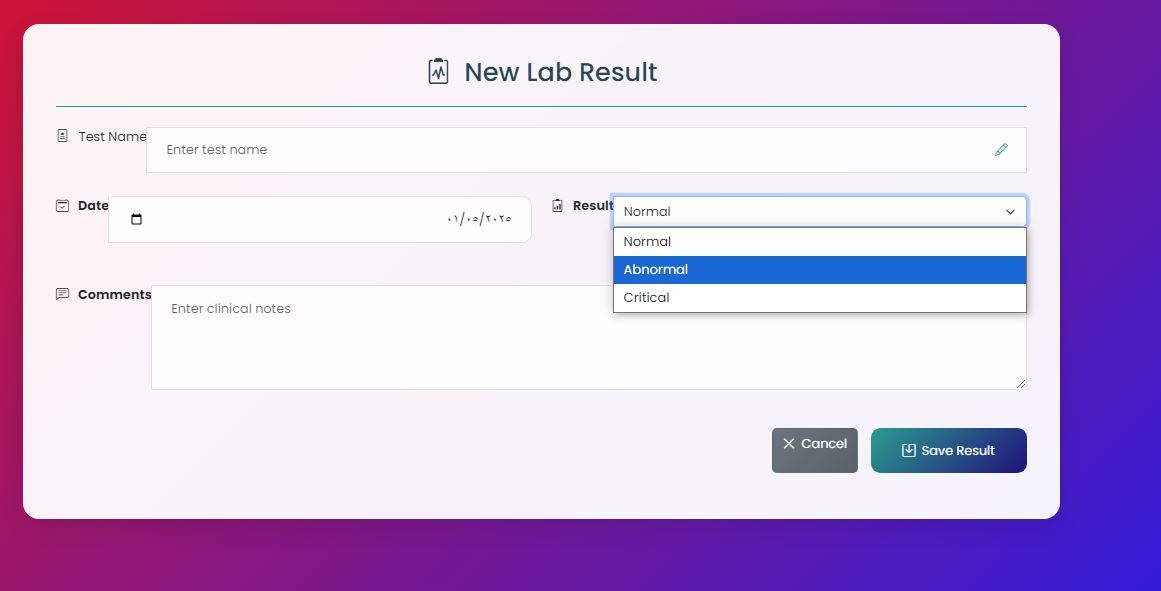 New Lab Result
Test Name
Enter test name
Date
٠١/٠٥/٢٠٢٥
Result
Normal
Normal
Abnormal
Critical
Comments
Enter clinical notes
Cancel
Save Result